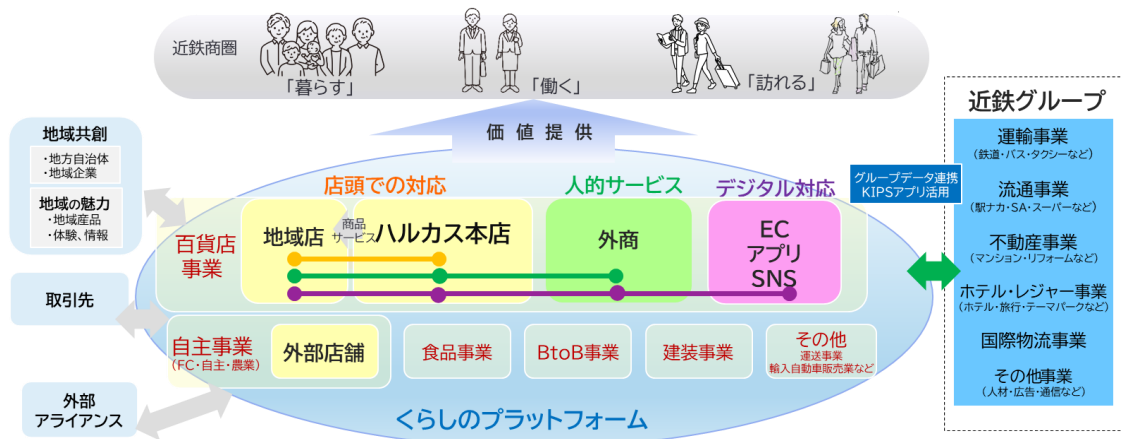 近鉄商圏
「暮らす」
「働く」
「訪れる」
価値提供
地域共創
・地方自治体
・地域企業
地域の魅力
・地域産品
・体験、情報
取引先
外部
アライアンス
店頭での対応
人的サービス
デジタル対応
百貨店
事業
地域店
商品
サービス
ハルカス本店
外商
EC
アプリ
SNS
自主事業
（FC・自主・農業）
外部店舗
食品事業
BtoB事業
建装事業
その他
運送事業
輸入自動車販売業など
くらしのプラットフォーム
グループデータ連携
KIPSアプリ活用
近鉄グループ
運輸事業
（鉄道・バス・タクシーなど）
流通事業
（駅ナカ・SA・スーパーなど）
不動産事業
（マンション・リフォームなど）
ホテル・レジャー事業
（ホテル・旅行・テーマパークなど）
国際物流事業
その他事業
（人材・広告・通信など）